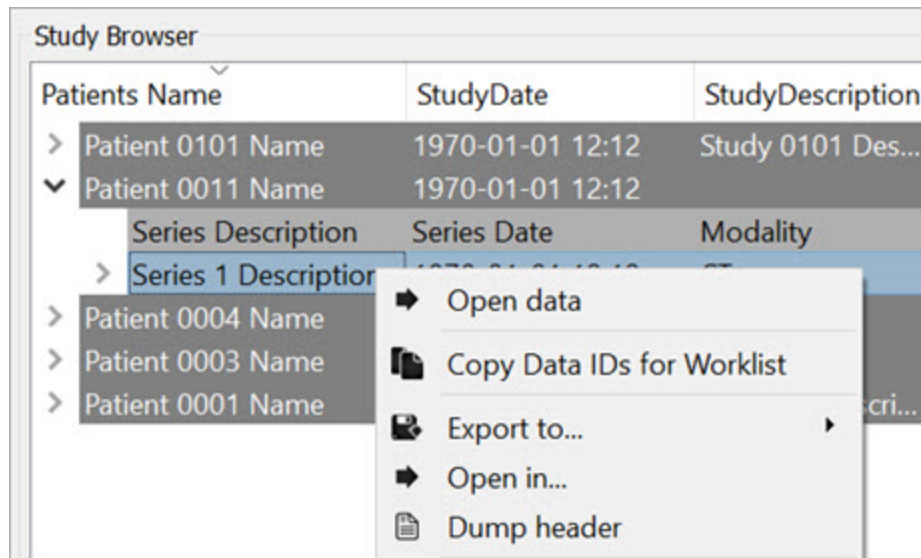 Study Browser
Patients Name StudyDate StudyDescription
Patient 0101 Name 1970-01-01 12:12 Study 0101 Des...
Patient 0011 Name 1970-01-01 12:12
Series Description Series Date Modality
Series 1 Description
Open data
Patient 0004 Name
Patient 0003 Name
Copy Data IDs for Worklist
Patient 0001 Name
Export to...
Open in...
Dump header